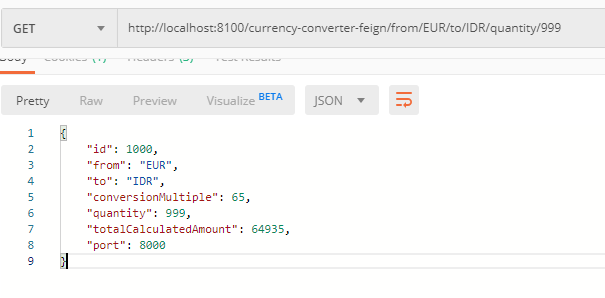 GET
http://localhost:8100/currency-converter-feign/from/EUR/to/IDR/quantity/999
Body Cookies (1) Headers (3) Test Results
Pretty Raw Preview Visualize BETA JSON
1 {
2 "id": 1000,
3 "from": "EUR",
4 "to": "IDR",
5 "conversionMultiple": 65,
6 "quantity": 999,
7 "totalCalculatedAmount": 64935,
8 "port": 8000
9 }